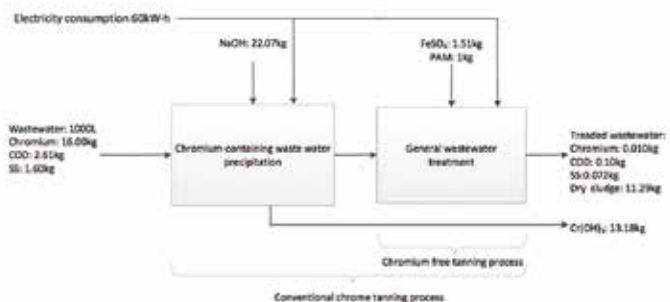 Electricity consumption:60kW-h
NaOH: 22.07kg
FeSO₄: 1.51kg
PAM: 1kg
Wastewater: 1000L
Chromium: 16.00kg
COD: 2.61kg
SS: 1.60kg
Chromium-containing waste water
precipitation
General wastewater
treatment
Treaded wastewater:
Chromium: 0.010kg
COD: 0.10kg
SS:0.072kg
Dry sludge: 11.29kg
Cr(OH)₃: 13.18kg
Chromium free tanning process
Conventional chrome tanning process